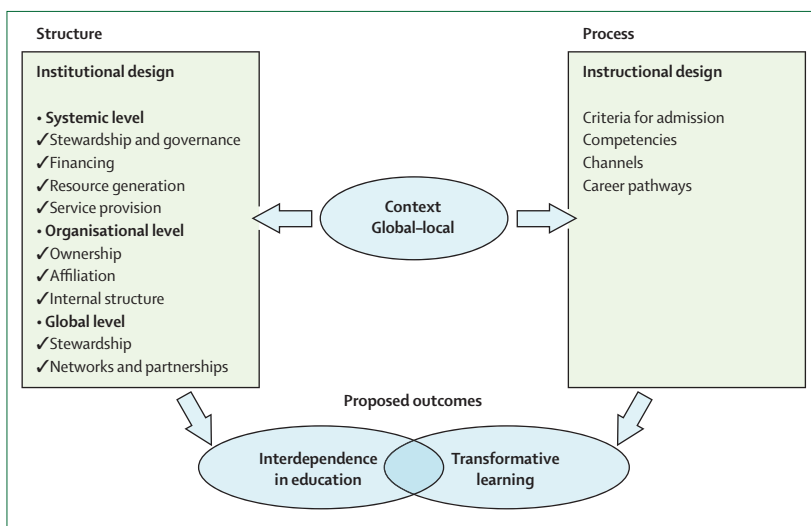 Structure
Institutional design
• Systemic level
✓Stewardship and governance
✓Financing
✓Resource generation
✓Service provision
• Organisational level
✓Ownership
✓Affiliation
✓Internal structure
• Global level
✓Stewardship
✓Networks and partnerships
Context
Global–local
Process
Instructional design
Criteria for admission
Competencies
Channels
Career pathways
Proposed outcomes
Interdependence
in education
Transformative
learning